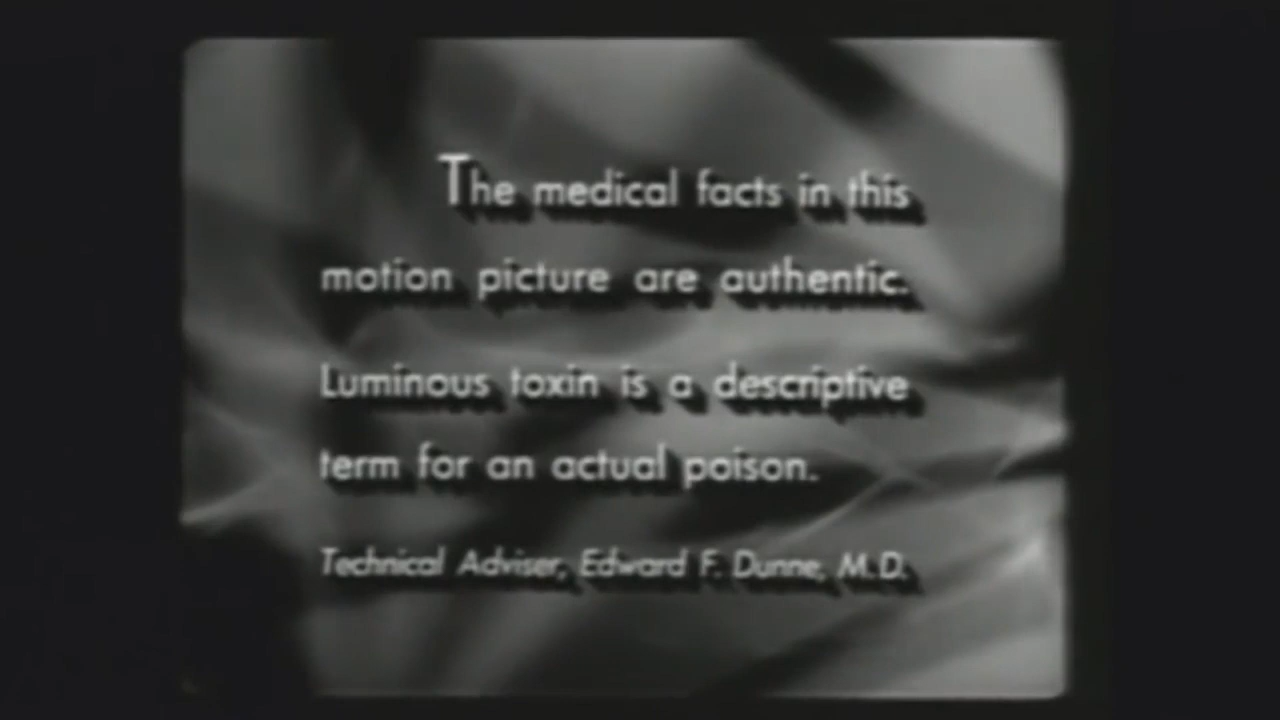 The medical facts in this
motion picture are authentic.
Luminous toxin is a descriptive
term for an actual poison.
Technical Adviser, Edward F. Dunne, M.D.